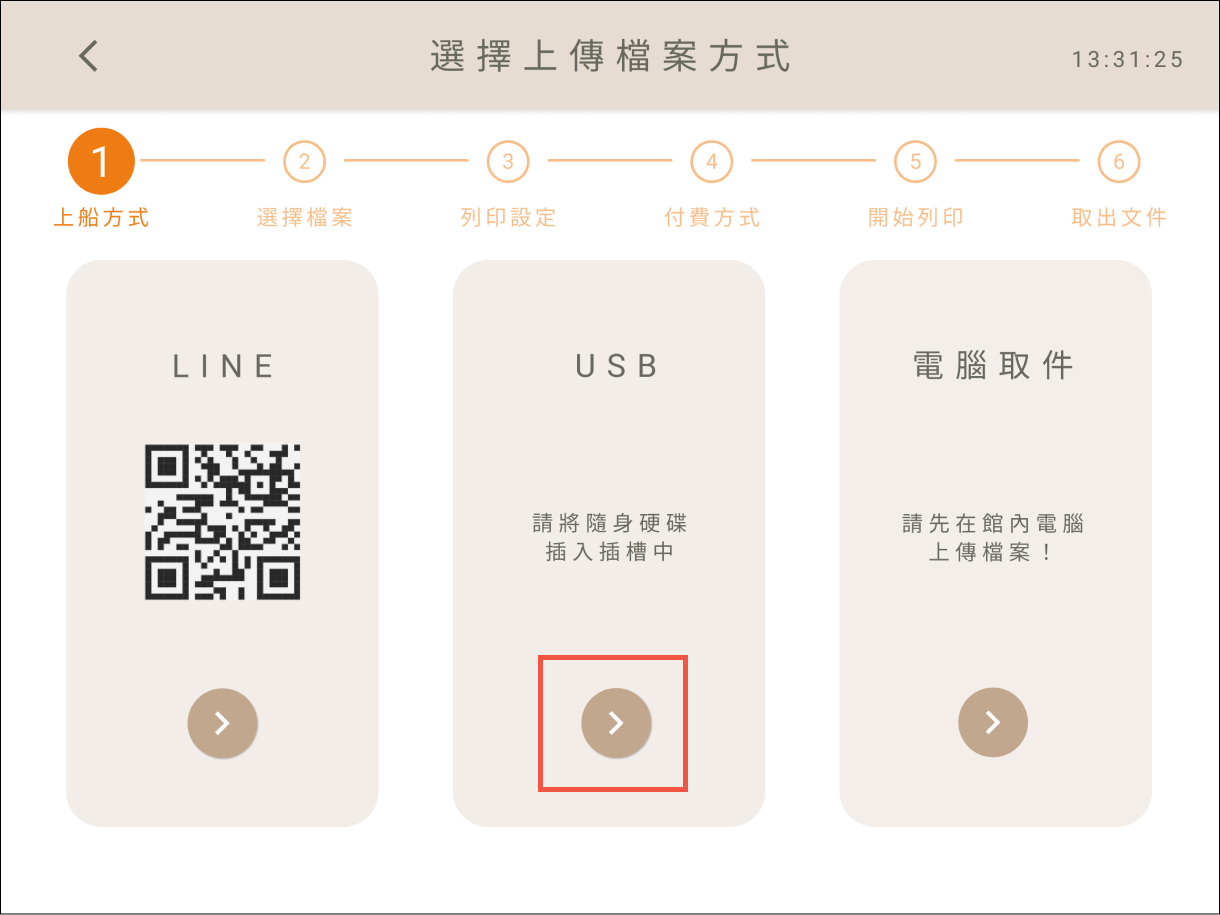 選擇上傳檔案方式
13:31:25
1
2
3
4
5
6
上船方式
選擇檔案
列印設定
付費方式
開始列印
取出文件
LINE
USB
請將隨身硬碟
插入插槽中
電腦取件
請先在館內電腦
上傳檔案！